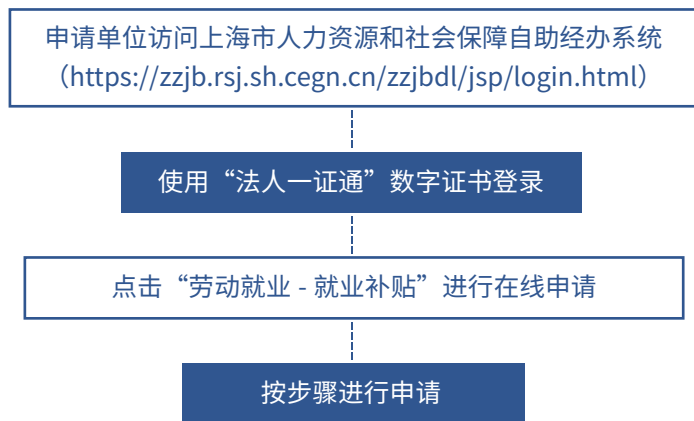 申请单位访问上海市人力资源和社会保障自助经办系统
（https://zzjb.rsj.sh.cegn.cn/zzjbdl/jsp/login.html）
使用“法人一证通”数字证书登录
点击“劳动就业 - 就业补贴”进行在线申请
按步骤进行申请